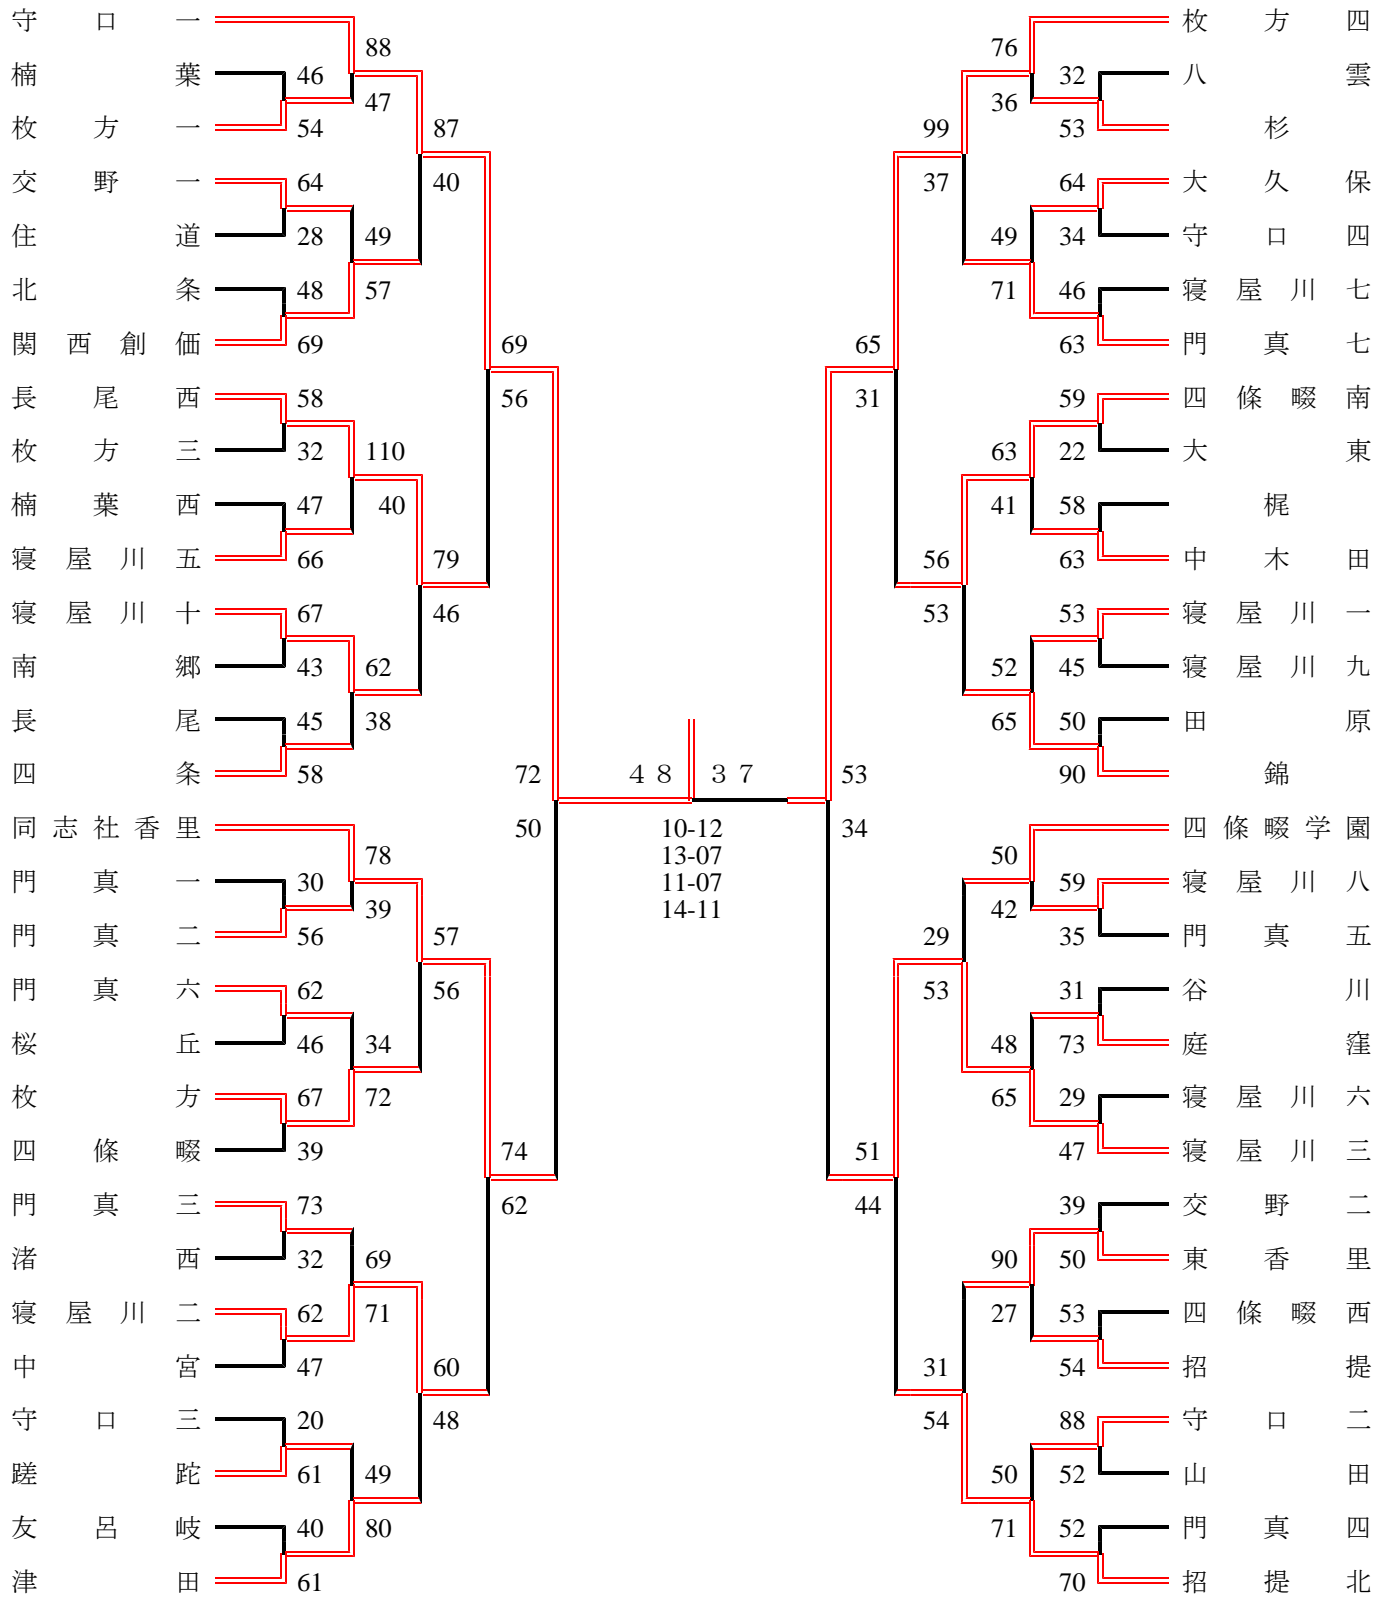 守口一
88
楠葉
46
47
枚方一
54
87
交野一
64
40
住道
28
49
北条
48
57
関西創価
69
69
長尾西
58
56
枚方三
32
110
楠葉西
47
40
寝屋川五
66
79
寝屋川十
67
46
南郷
43
62
長尾
45
38
四条
58
72
同志社香里
50
78
門真一
30
39
門真二
56
57
門真六
62
56
桜丘
46
34
枚方
67
72
四條畷
39
74
門真三
73
62
渚西
32
69
寝屋川二
62
71
中宮
47
60
守口三
20
48
蹉跎
61
49
友呂岐
40
80
津田
61
48 37
10-12
13-07
11-07
14-11
枚方四
76
32
八雲
36
99
53
杉
37
64
大久保
49
34
守口四
71
46
寝屋川七
65
63
門真七
31
59
四條畷南
63
22
大東
41
58
梶
56
63
中木田
53
53
寝屋川一
52
45
寝屋川九
65
50
田原
53
90
錦
34
四條畷学園
50
59
寝屋川八
42
29
35
門真五
53
31
谷川
48
73
庭窪
65
29
寝屋川六
51
47
寝屋川三
44
39
交野二
90
50
東香里
27
53
四條畷西
31
54
招提
54
88
守口二
50
52
山田
71
52
門真四
70
招提北